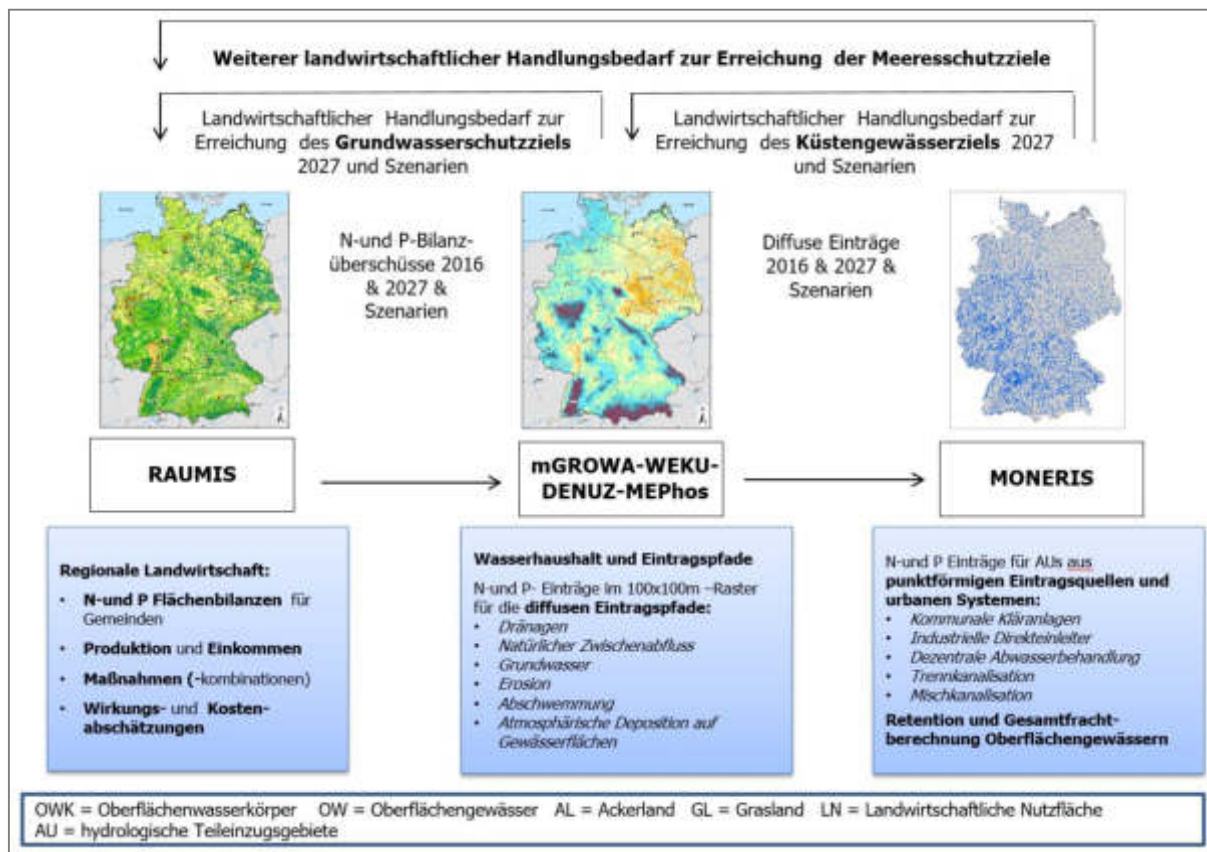 Weiterer landwirtschaftlicher Handlungsbedarf zur Erreichung der Meeresschutzziele
Landwirtschaftlicher Handlungsbedarf zur
Erreichung des Grundwasserschutzziels
2027 und Szenarien
Landwirtschaftlicher Handlungsbedarf zur
Erreichung des Küstengewässerziels 2027
und Szenarien
N-und P-Bilanz-
überschüsse 2016
& 2027 &
Szenarien
Diffuse Einträge
2016 & 2027 &
Szenarien
RAUMIS
mGROWA-WEKU-
DENUZ-MEPhos
MONERIS
Regionale Landwirtschaft:
• N-und P Flächenbilanzen für
Gemeinden
• Produktion und Einkommen
• Maßnahmen (-kombinationen)
• Wirkungs- und Kosten-
abschätzungen
Wasserhaushalt und Eintragspfade
N-und P- Einträge im 100x100m –Raster
für die diffusen Eintragspfade:
• Dränagen
• Natürlicher Zwischenabfluss
• Grundwasser
• Erosion
• Abschwemmung
• Atmosphärische Deposition auf
Gewässerflächen
N-und P Einträge für AUs aus
punktförmigen Eintragsquellen und
urbanen Systemen:
• Kommunale Kläranlagen
• Industrielle Direkteinleiter
• Dezentrale Abwasserbehandlung
• Trennkanalisation
• Mischkanalisation
Retention und Gesamtfracht-
berechnung Oberflächengewässern
OWK = Oberflächenwasserkörper OW = Oberflächengewässer AL = Ackerland GL = Grasland LN = Landwirtschaftliche Nutzfläche
AU = hydrologische Teileinzugsgebiete